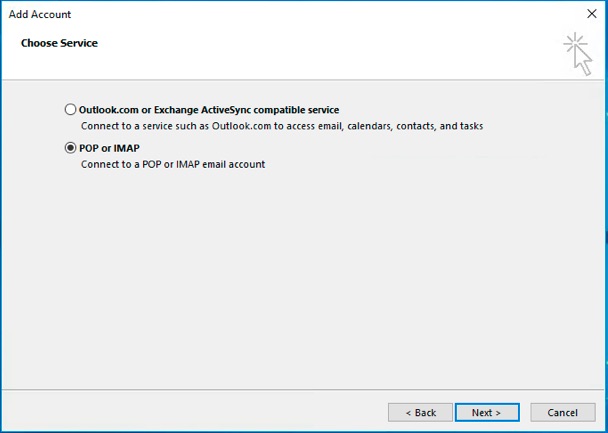 Add Account
Choose Service
Outlook.com or Exchange ActiveSync compatible service
Connect to a service such as Outlook.com to access email, calendars, contacts, and tasks
POP or IMAP
Connect to a POP or IMAP email account
< Back Next > Cancel